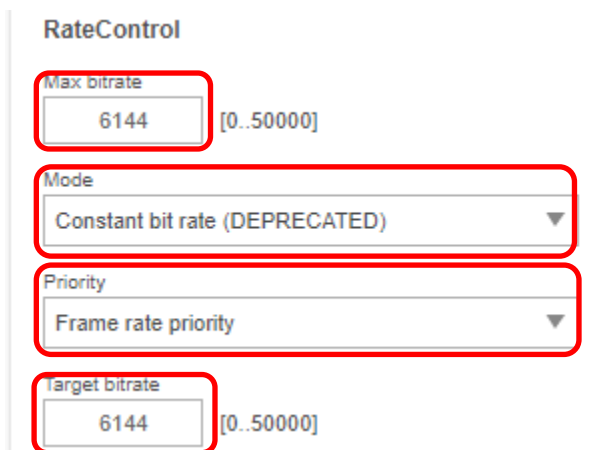 RateControl
Max bitrate
6144 [0..50000]
Mode
Constant bit rate (DEPRECATED)
Priority
Frame rate priority
Target bitrate
6144 [0..50000]